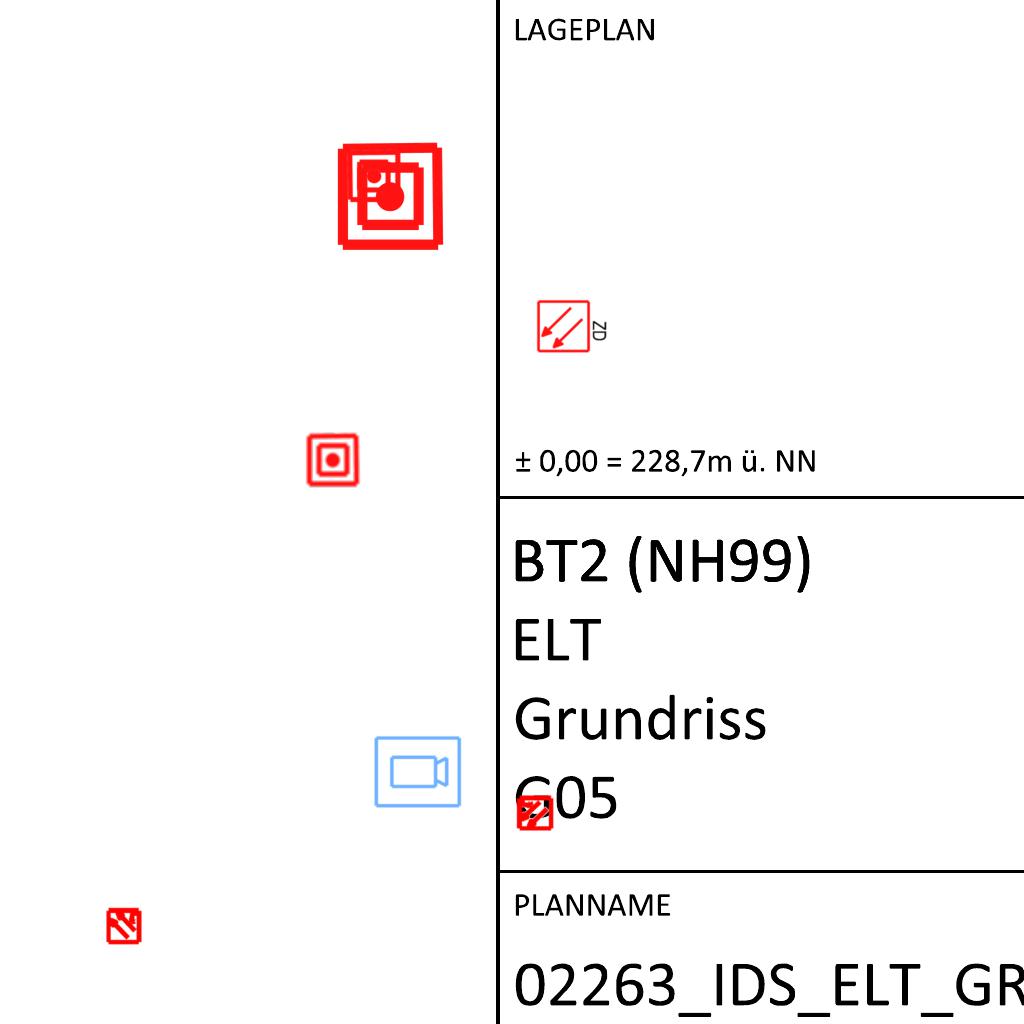 LAGEPLAN
ZD
± 0,00 = 228,7m ü. NN
BT2 (NH99)
ELT
Grundriss
G05
PLANNAME
02263_IDS_ELT_GR